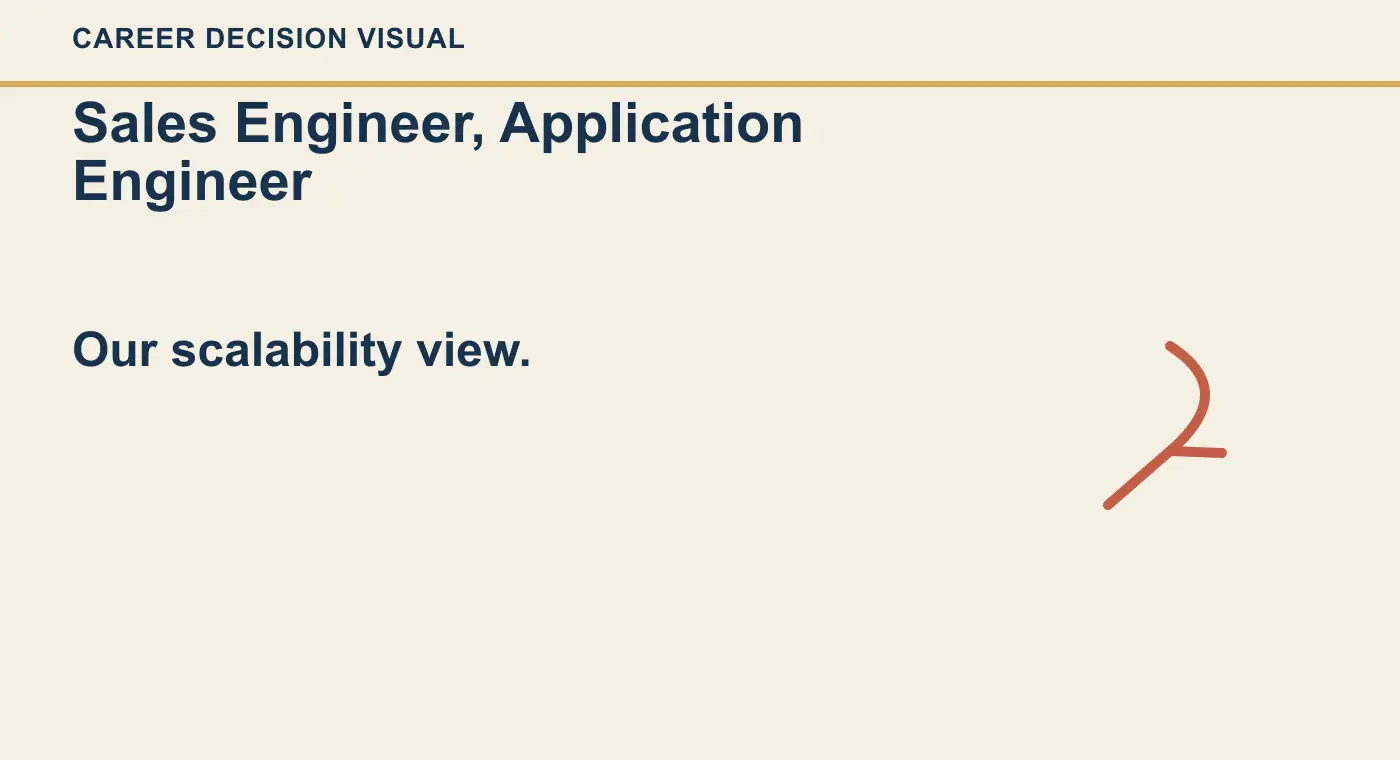 CAREER DECISION VISUAL
Sales Engineer, Application
Engineer
Our scalability view.